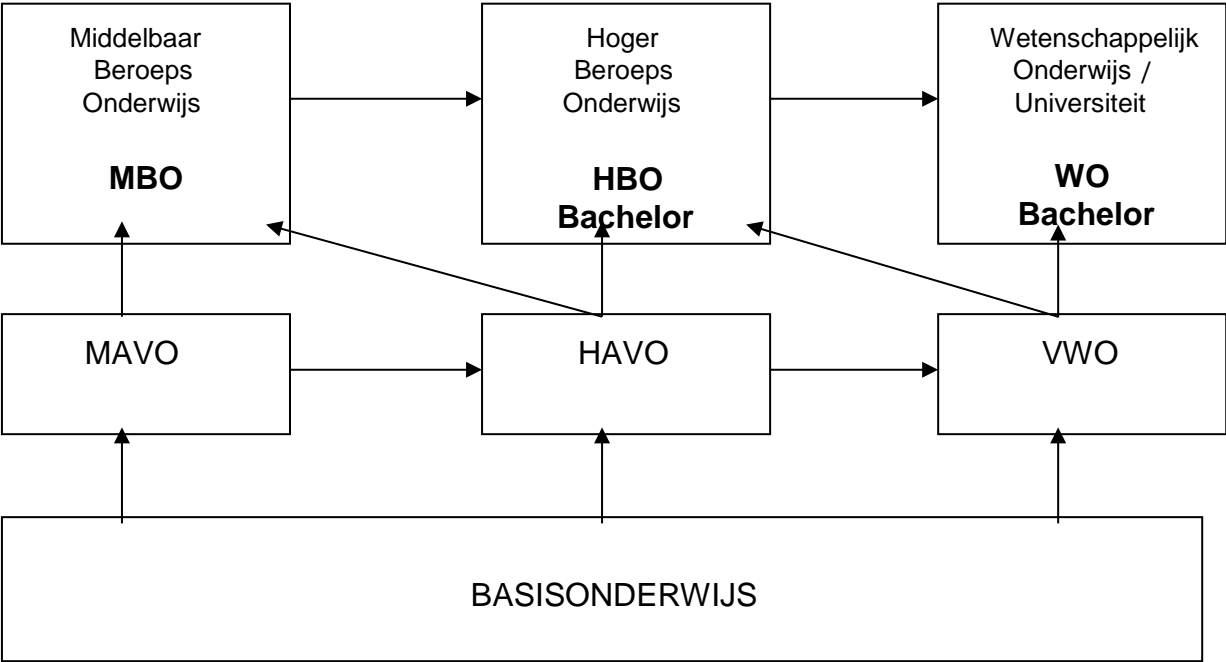 Middelbaar
Beroeps
Onderwijs
MBO
Hoger
Beroeps
Onderwijs
HBO
Bachelor
Wetenschappelijk
Onderwijs /
Universiteit
WO
Bachelor
MAVO
HAVO
VWO
BASISONDERWIJS